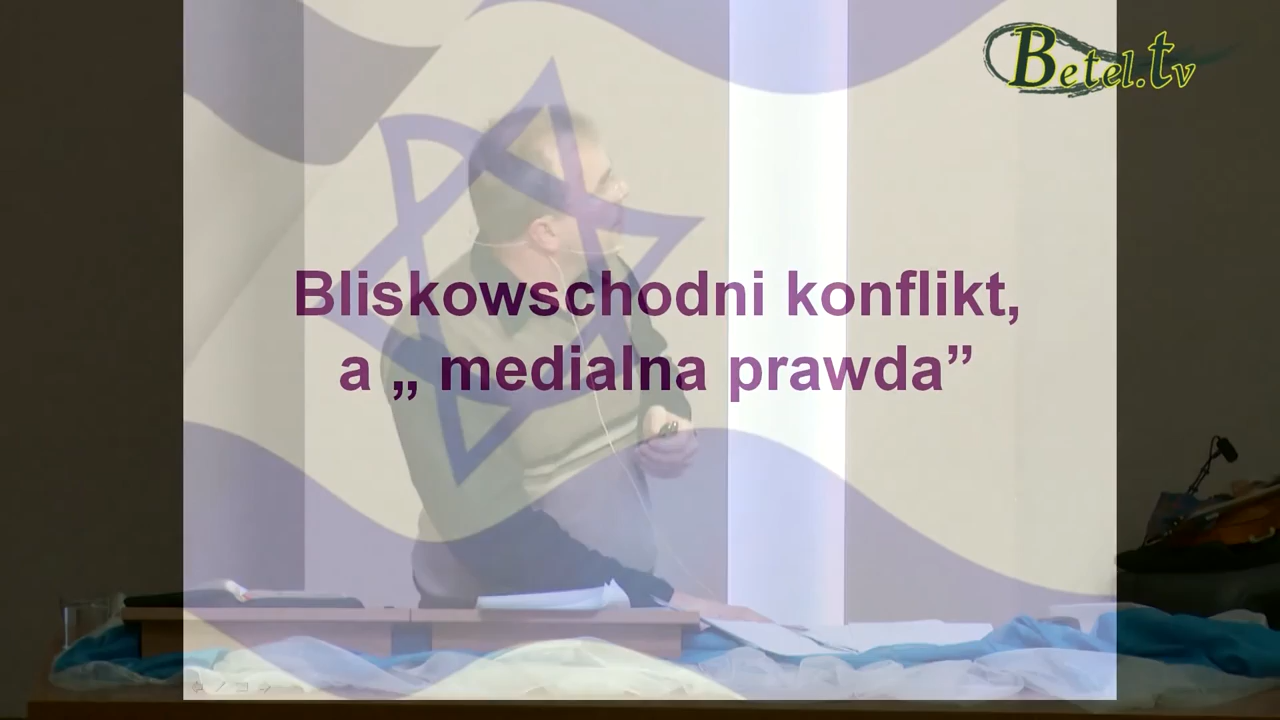 Betel.tv
Bliskowschodni konflikt,
a „ medialna prawda”